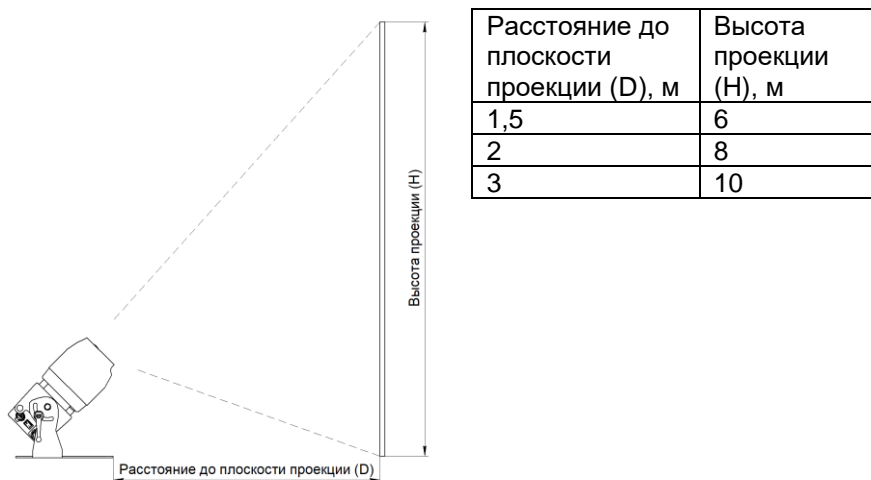 Расстояние до
плоскости
проекции (D), м
Высота
проекции
(H), м
1,5
6
2
8
3
10
Высота проекции (H)
Расстояние до плоскости проекции (D)